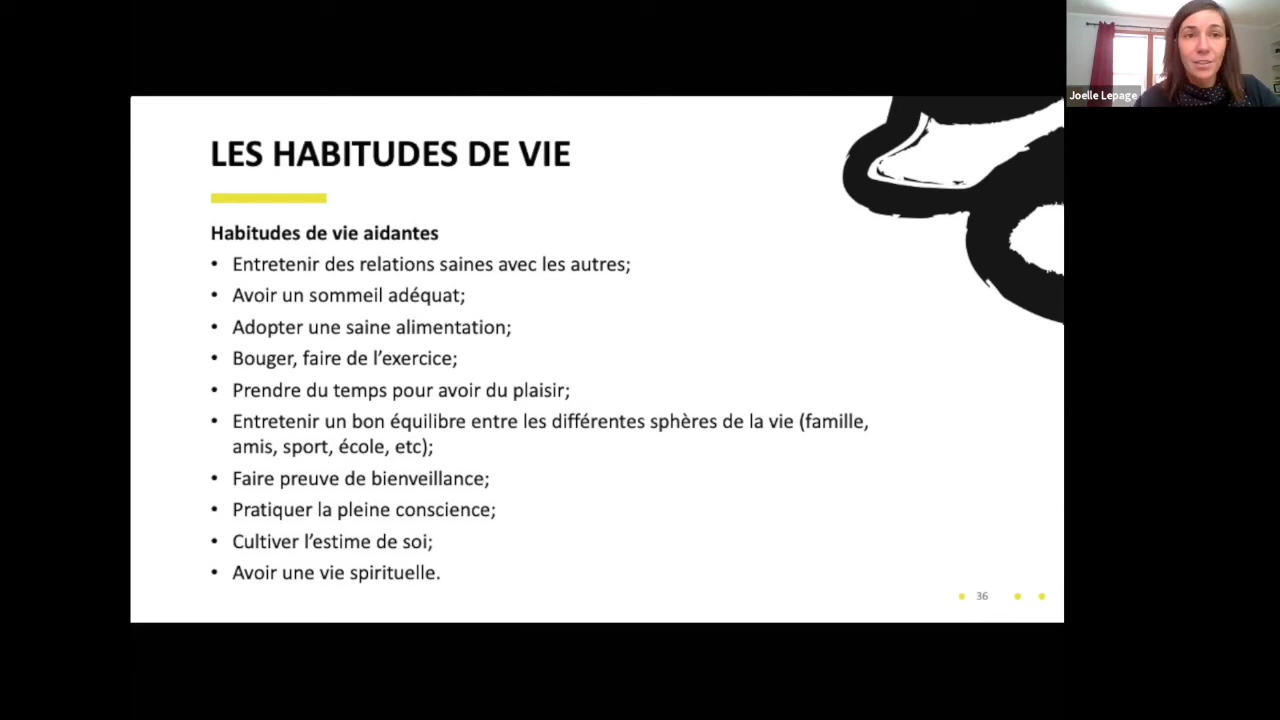 Joelle Lepage
LES HABITUDES DE VIE
Habitudes de vie aidantes
• Entretenir des relations saines avec les autres;
• Avoir un sommeil adéquat;
• Adopter une saine alimentation;
• Bouger, faire de l'exercice;
• Prendre du temps pour avoir du plaisir;
• Entretenir un bon équilibre entre les différentes sphères de la vie (famille,
amis, sport, école, etc);
• Faire preuve de bienveillance;
• Pratiquer la pleine conscience;
• Cultiver l'estime de soi;
• Avoir une vie spirituelle.
36